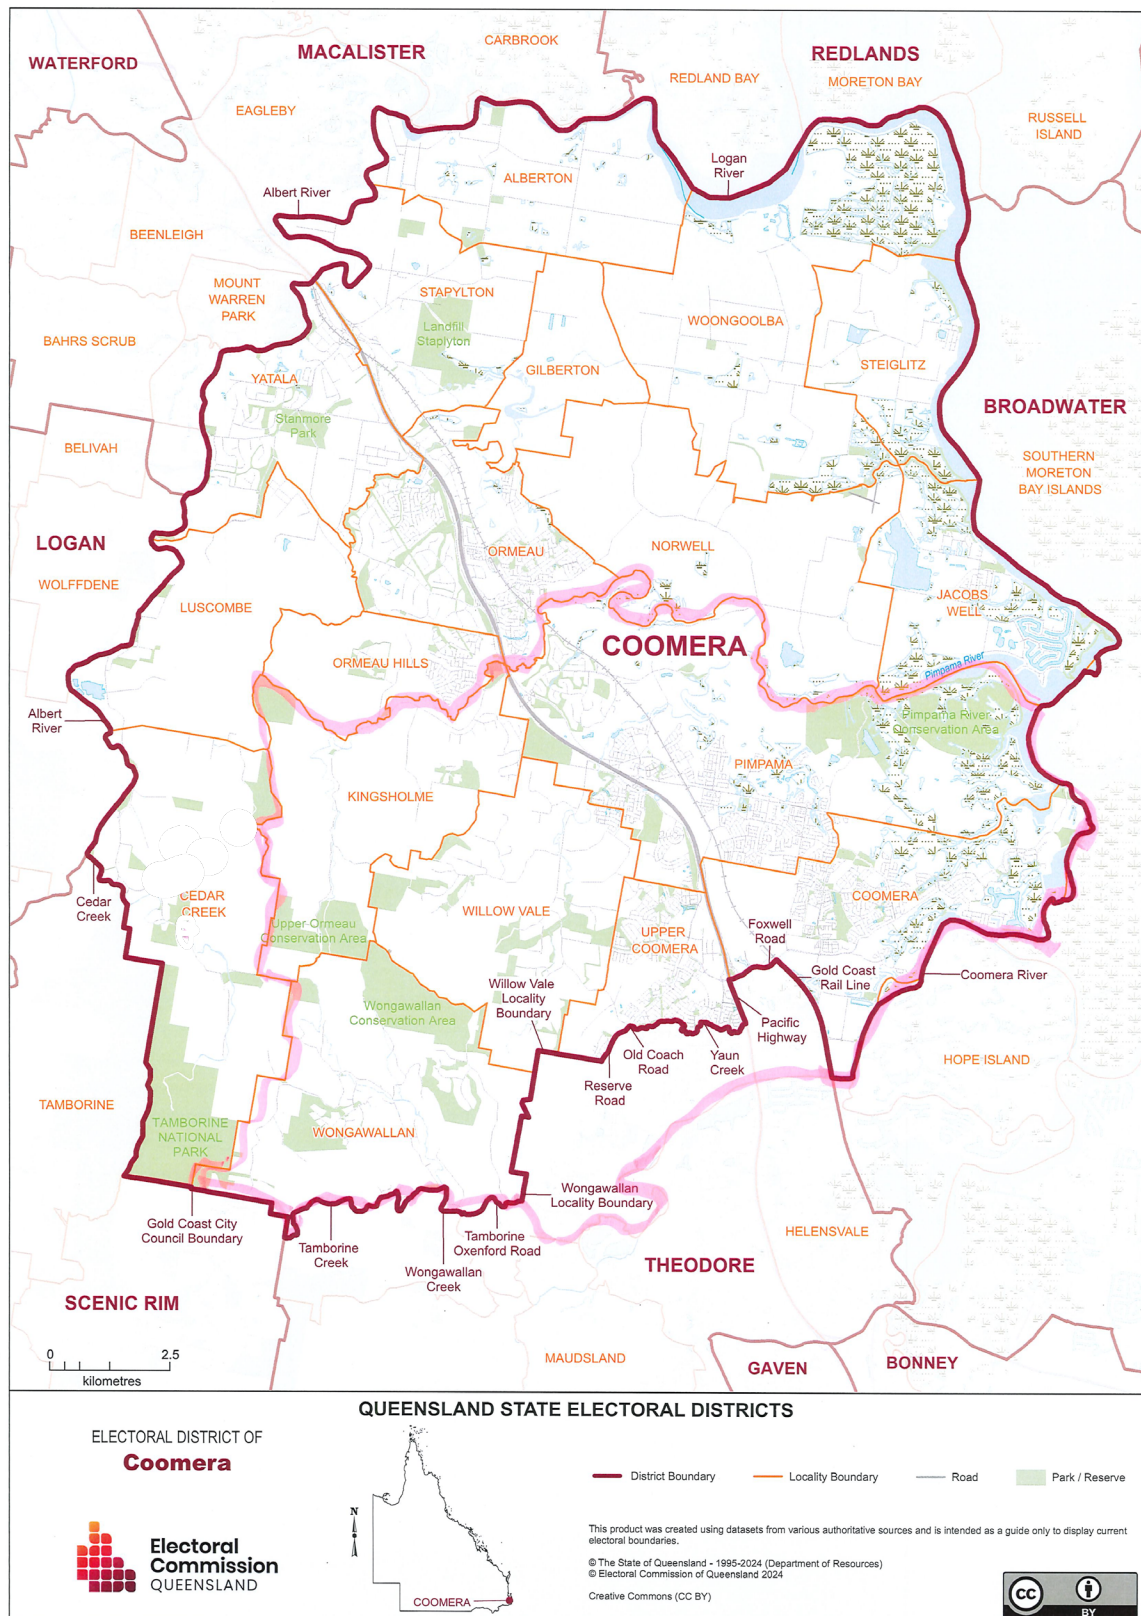 WATERFORD
MACALISTER
CARBROOK
REDLANDS
REDLAND BAY
MORETON BAY
EAGLEBY
RUSSELL
ISLAND
Logan
River
ALBERTON
Albert River
BEENLEIGH
MOUNT
WARREN
PARK
STAPYLTON
WOONGOOLBA
Landfill
Stapylton
BAHRS SCRUB
GILBERTON
STEIGLITZ
YATALA
BROADWATER
Stanmore
Park
BELIVAH
SOUTHERN
MORETON
BAY ISLANDS
LOGAN
ORMEAU
NORWELL
WOLFFDENE
LUSCOMBE
JACOBS
WELL
COOMERA
ORMEAU HILLS
Pimpama River
Albert
River
Pimpama River
Conservation Area
PIMPAMA
KINGSHOLME
Cedar
Creek
CEDAR
CREEK
COOMERA
WILLOW VALE
Upper Ormeau
Conservation Area
UPPER
COOMERA
Foxwell
Road
Gold Coast
Rail Line
Coomera River
Willow Vale
Locality
Boundary
Wongawallan
Conservation Area
Pacific
Highway
Old Coach
Road
Yaun
Creek
HOPE ISLAND
Reserve
Road
TAMBORINE
TAMBORINE
NATIONAL
PARK
WONGAWALLAN
Wongawallan
Locality Boundary
Gold Coast City
Council Boundary
Tamborine
Creek
Tamborine
Oxenford Road
HELENSVALE
Wongawallan
Creek
THEODORE
SCENIC RIM
0 2.5
kilometres
MAUDSLAND
GAVEN
BONNEY
QUEENSLAND STATE ELECTORAL DISTRICTS
ELECTORAL DISTRICT OF
Coomera
District Boundary
Locality Boundary
Road
Park / Reserve
N
Electoral
Commission
QUEENSLAND
COOMERA
This product was created using datasets from various authoritative sources and is intended as a guide only to display current
electoral boundaries.
© The State of Queensland - 1995-2024 (Department of Resources)
© Electoral Commission of Queensland 2024
Creative Commons (CC BY)
CC
BY